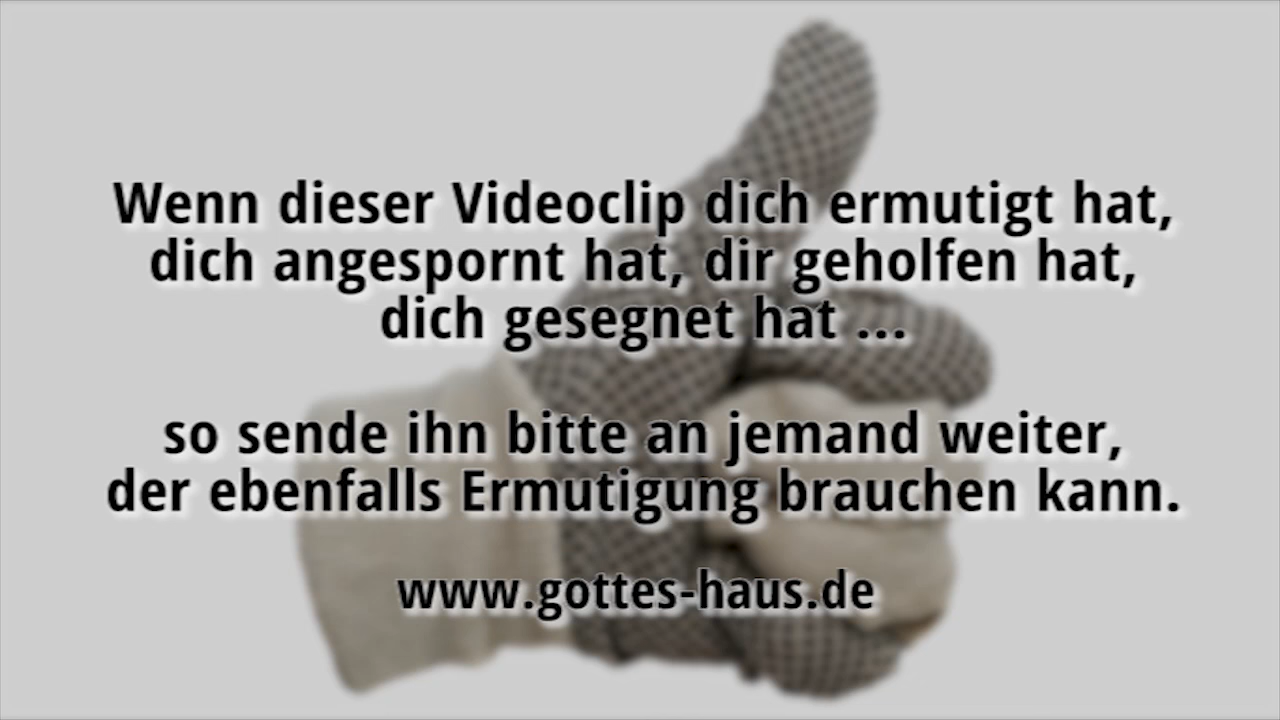 Wenn dieser Videoclip dich ermutigt hat,
dich angespornt hat, dir geholfen hat,
dich gesegnet hat ...
so sende ihn bitte an jemand weiter,
der ebenfalls Ermutigung brauchen kann.
www.gottes-haus.de